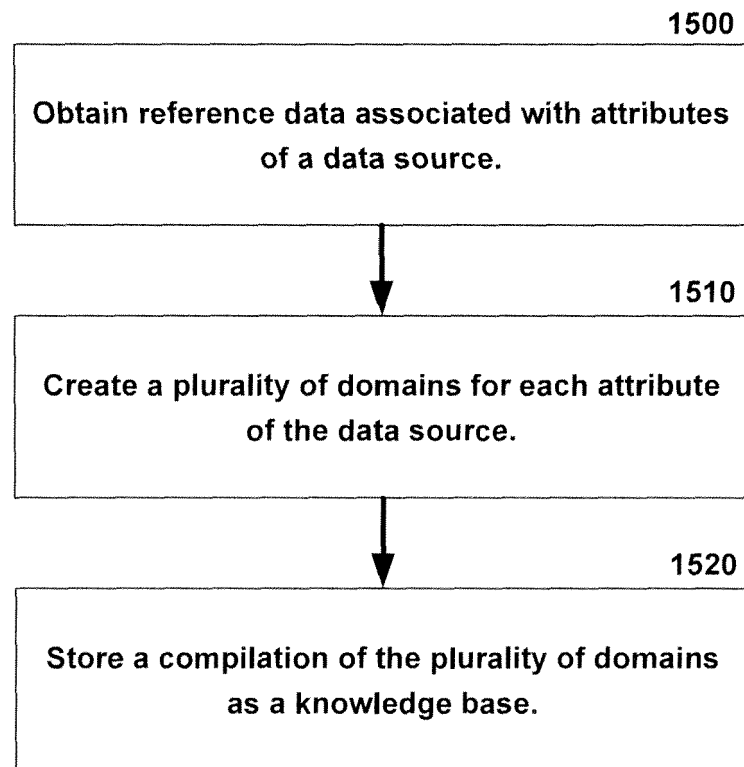 1500
Obtain reference data associated with attributes
of a data source.
1510
Create a plurality of domains for each attribute
of the data source.
1520
Store a compilation of the plurality of domains
as a knowledge base.